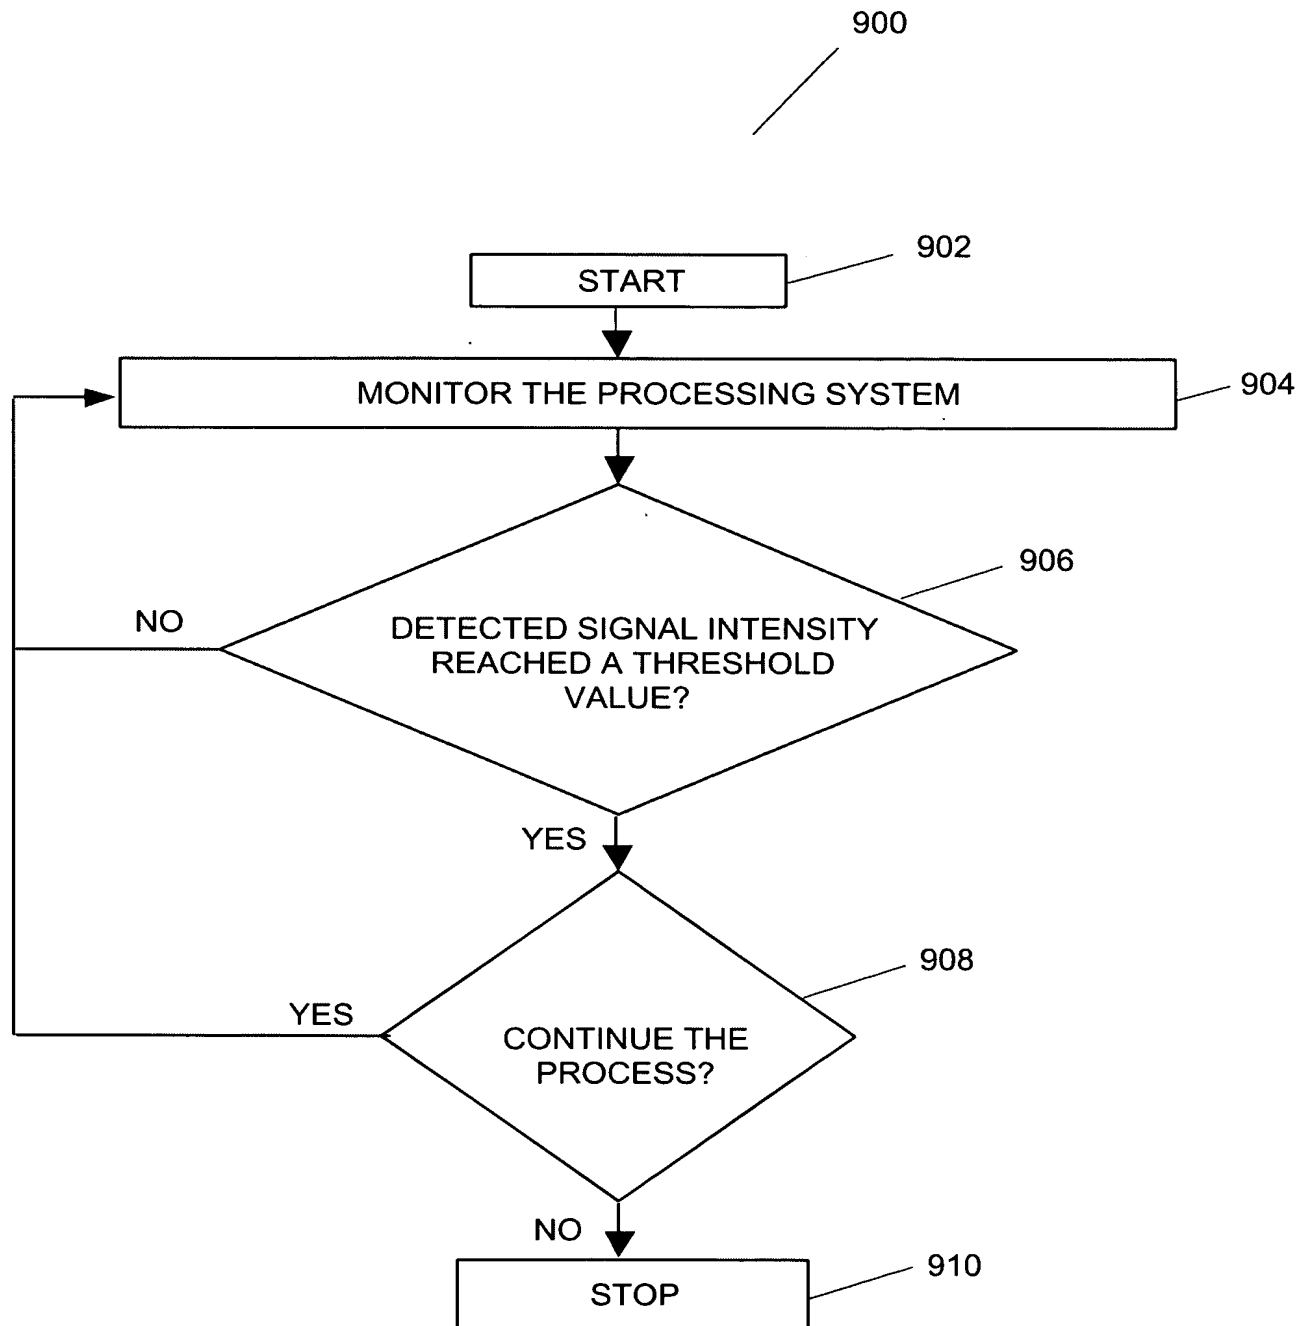 900
902
START
MONITOR THE PROCESSING SYSTEM
904
906
NO
DETECTED SIGNAL INTENSITY
REACHED A THRESHOLD
VALUE?
YES
908
YES
CONTINUE THE
PROCESS?
NO
910
STOP